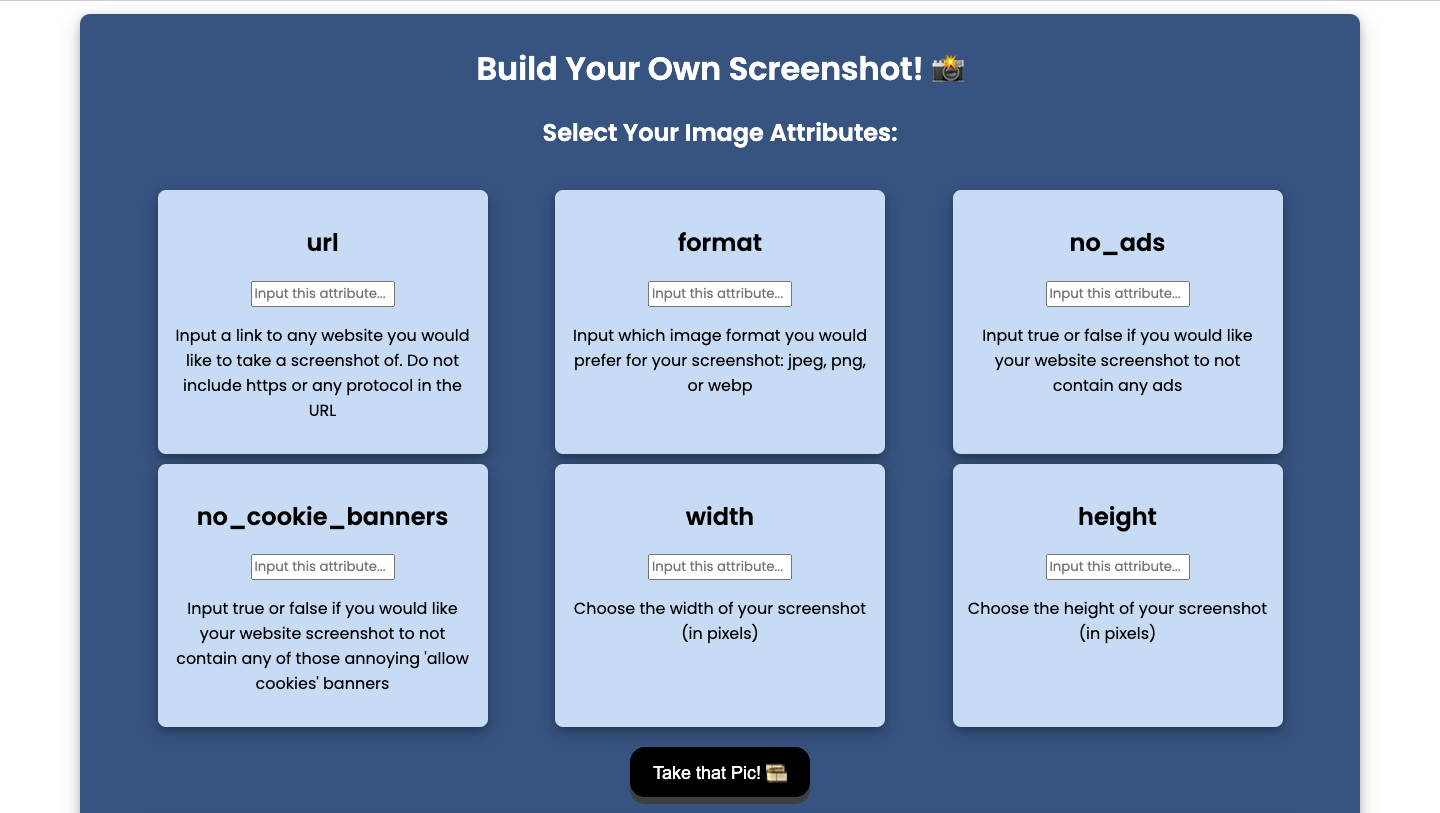 Build Your Own Screenshot! 📸
Select Your Image Attributes:
url
Input this attribute...
Input a link to any website you would
like to take a screenshot of. Do not
include https or any protocol in the
URL
format
Input this attribute...
Input which image format you would
prefer for your screenshot: jpeg, png,
or webp
no_ads
Input this attribute...
Input true or false if you would like
your website screenshot to not
contain any ads
no_cookie_banners
Input this attribute...
Input true or false if you would like
your website screenshot to not
contain any of those annoying 'allow
cookies' banners
width
Input this attribute...
Choose the width of your screenshot
(in pixels)
height
Input this attribute...
Choose the height of your screenshot
(in pixels)
Take that Pic!